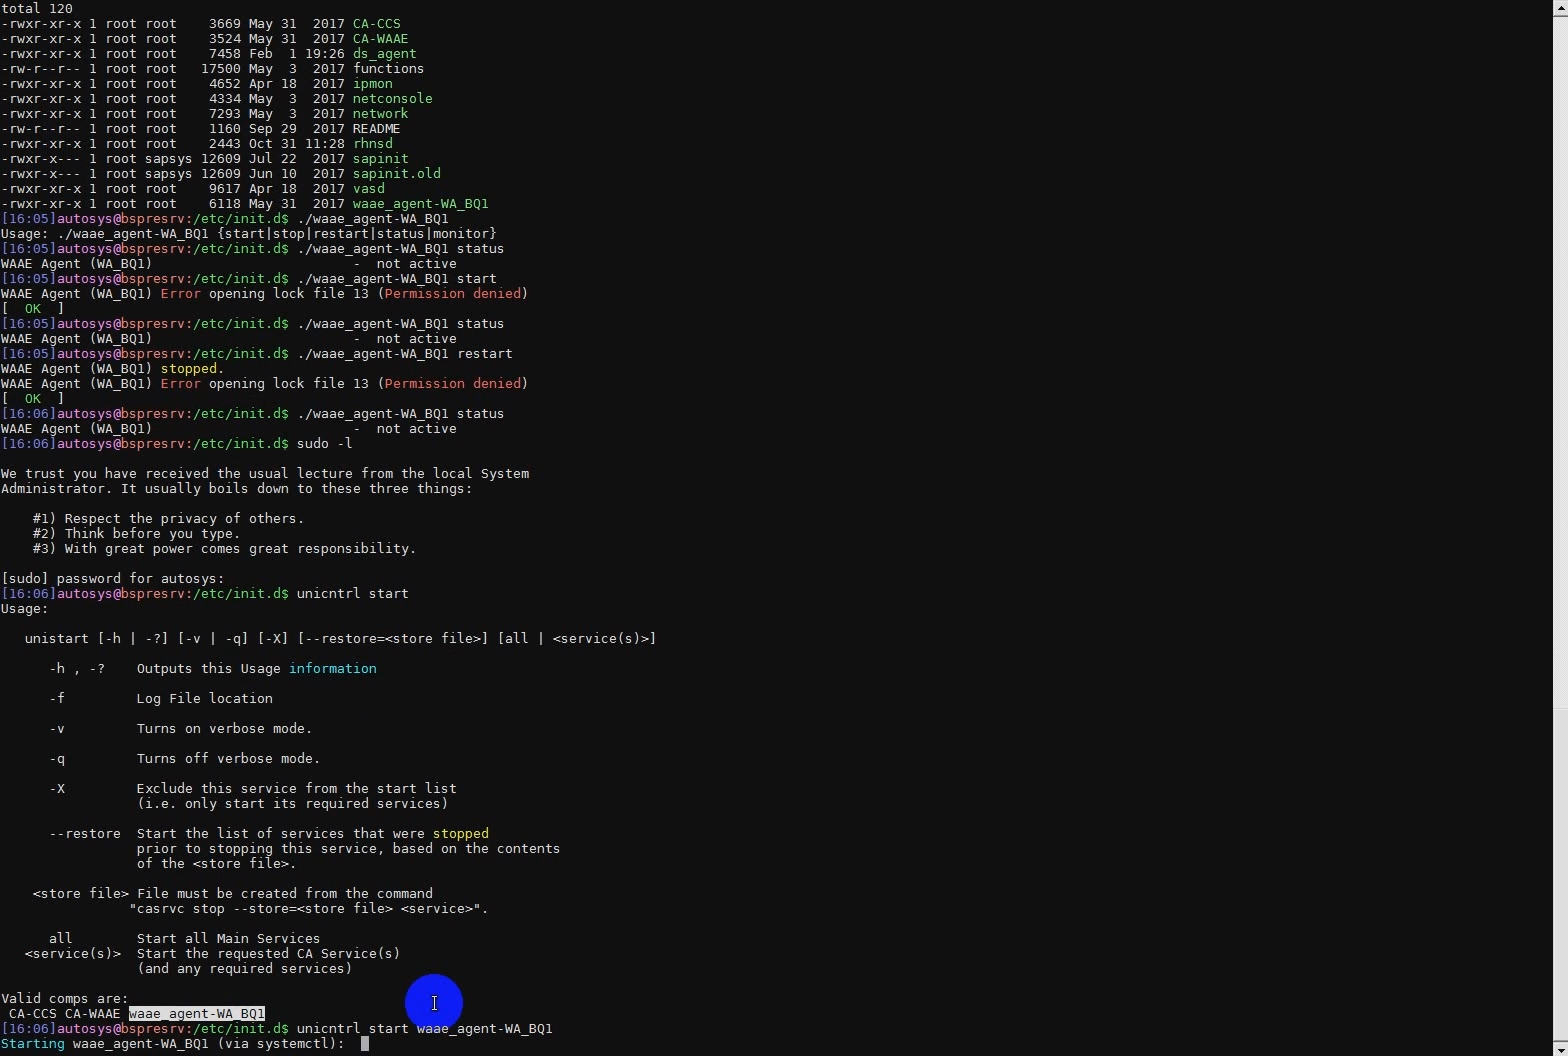 total 120
-rwxr-xr-x 1 root root    3669 May 31  2017 CA-CCS
-rwxr-xr-x 1 root root    3524 May 31  2017 CA-WAAE
-rwxr-xr-x 1 root root    7458 Feb  1 19:26 ds_agent
-rw-r--r-- 1 root root   17500 May  3  2017 functions
-rwxr-xr-x 1 root root    4652 Apr 18  2017 ipmon
-rwxr-xr-x 1 root root    4334 May  3  2017 netconsole
-rwxr-xr-x 1 root root    7293 May  3  2017 network
-rw-r--r-- 1 root root    1160 Sep 29  2017 README
-rwxr-xr-x 1 root root    2443 Oct 31 11:28 rhnsd
-rwxr-x--- 1 root sapsys 12609 Jul 22  2017 sapinit
-rwxr-x--- 1 root sapsys 12609 Jun 10  2017 sapinit.old
-rwxr-xr-x 1 root root    9617 Apr 18  2017 vasd
-rwxr-xr-x 1 root root    6118 May 31  2017 waae_agent-WA_BQ1
[16:05]autosys@bspresrv:/etc/init.d$ ./waae_agent-WA_BQ1
Usage: ./waae_agent-WA_BQ1 {start|stop|restart|status|monitor}
[16:05]autosys@bspresrv:/etc/init.d$ ./waae_agent-WA_BQ1 status
WAAE Agent (WA_BQ1)                         -  not active
[16:05]autosys@bspresrv:/etc/init.d$ ./waae_agent-WA_BQ1 start
WAAE Agent (WA_BQ1) Error opening lock file 13 (Permission denied)
[  OK  ]
[16:05]autosys@bspresrv:/etc/init.d$ ./waae_agent-WA_BQ1 status
WAAE Agent (WA_BQ1)                         -  not active
[16:05]autosys@bspresrv:/etc/init.d$ ./waae_agent-WA_BQ1 restart
WAAE Agent (WA_BQ1) stopped.
WAAE Agent (WA_BQ1) Error opening lock file 13 (Permission denied)
[  OK  ]
[16:06]autosys@bspresrv:/etc/init.d$ ./waae_agent-WA_BQ1 status
WAAE Agent (WA_BQ1)                         -  not active
[16:06]autosys@bspresrv:/etc/init.d$ sudo -l
We trust you have received the usual lecture from the local System
Administrator. It usually boils down to these three things:
    #1) Respect the privacy of others.
    #2) Think before you type.
    #3) With great power comes great responsibility.
[sudo] password for autosys:
[16:06]autosys@bspresrv:/etc/init.d$ unicntrl start
Usage:
   unistart [-h | -?] [-v | -q] [-X] [--restore=<store file>] [all | <service(s)>]
      -h , -?    Outputs this Usage information
      -f         Log File location
      -v         Turns on verbose mode.
      -q         Turns off verbose mode.
      -X         Exclude this service from the start list
                 (i.e. only start its required services)
      --restore  Start the list of services that were stopped
                 prior to stopping this service, based on the contents
                 of the <store file>.
    <store file> File must be created from the command
                "casrvc stop --store=<store file> <service>".
      all        Start all Main Services
   <service(s)>  Start the requested CA Service(s)
                 (and any required services)
Valid comps are:
 CA-CCS CA-WAAE waae_agent-WA_BQ1
[16:06]autosys@bspresrv:/etc/init.d$ unicntrl start waae_agent-WA_BQ1
Starting waae_agent-WA_BQ1 (via systemctl):